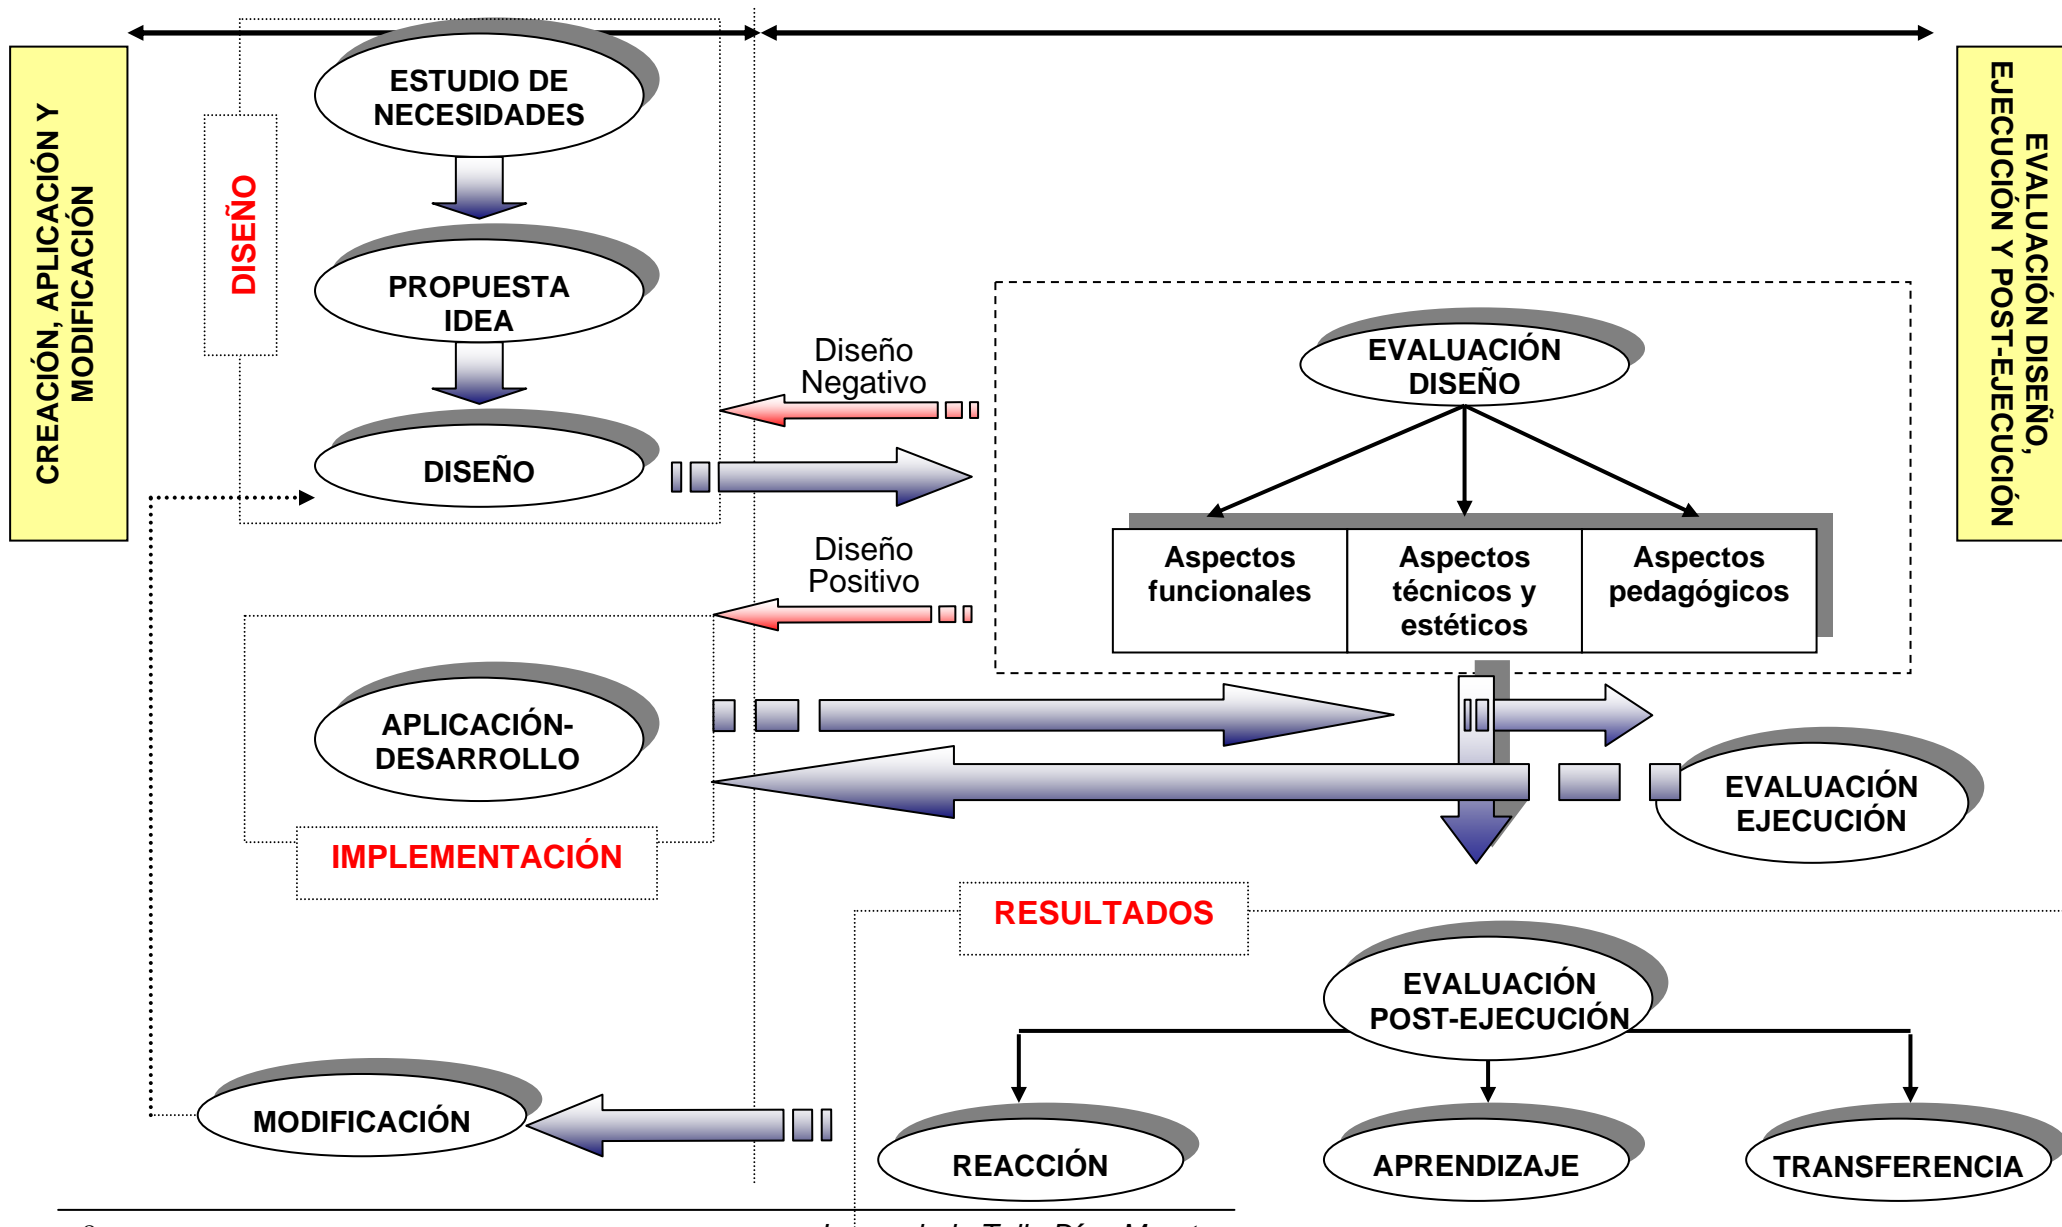 CREACIÓN, APLICACIÓN Y
MODIFICACIÓN
DISEÑO
ESTUDIO DE
NECESIDADES
PROPUESTA
IDEA
DISEÑO
Diseño
Negativo
EVALUACIÓN
DISEÑO
Aspectos
funcionales
Aspectos
técnicos y
estéticos
Aspectos
pedagógicos
EVALUACIÓN DISEÑO,
EJECUCIÓN Y POST-EJECUCIÓN
Diseño
Positivo
APLICACIÓN-
DESARROLLO
IMPLEMENTACIÓN
EVALUACIÓN
EJECUCIÓN
RESULTADOS
EVALUACIÓN
POST-EJECUCIÓN
MODIFICACIÓN
REACCIÓN
APRENDIZAJE
TRANSFERENCIA